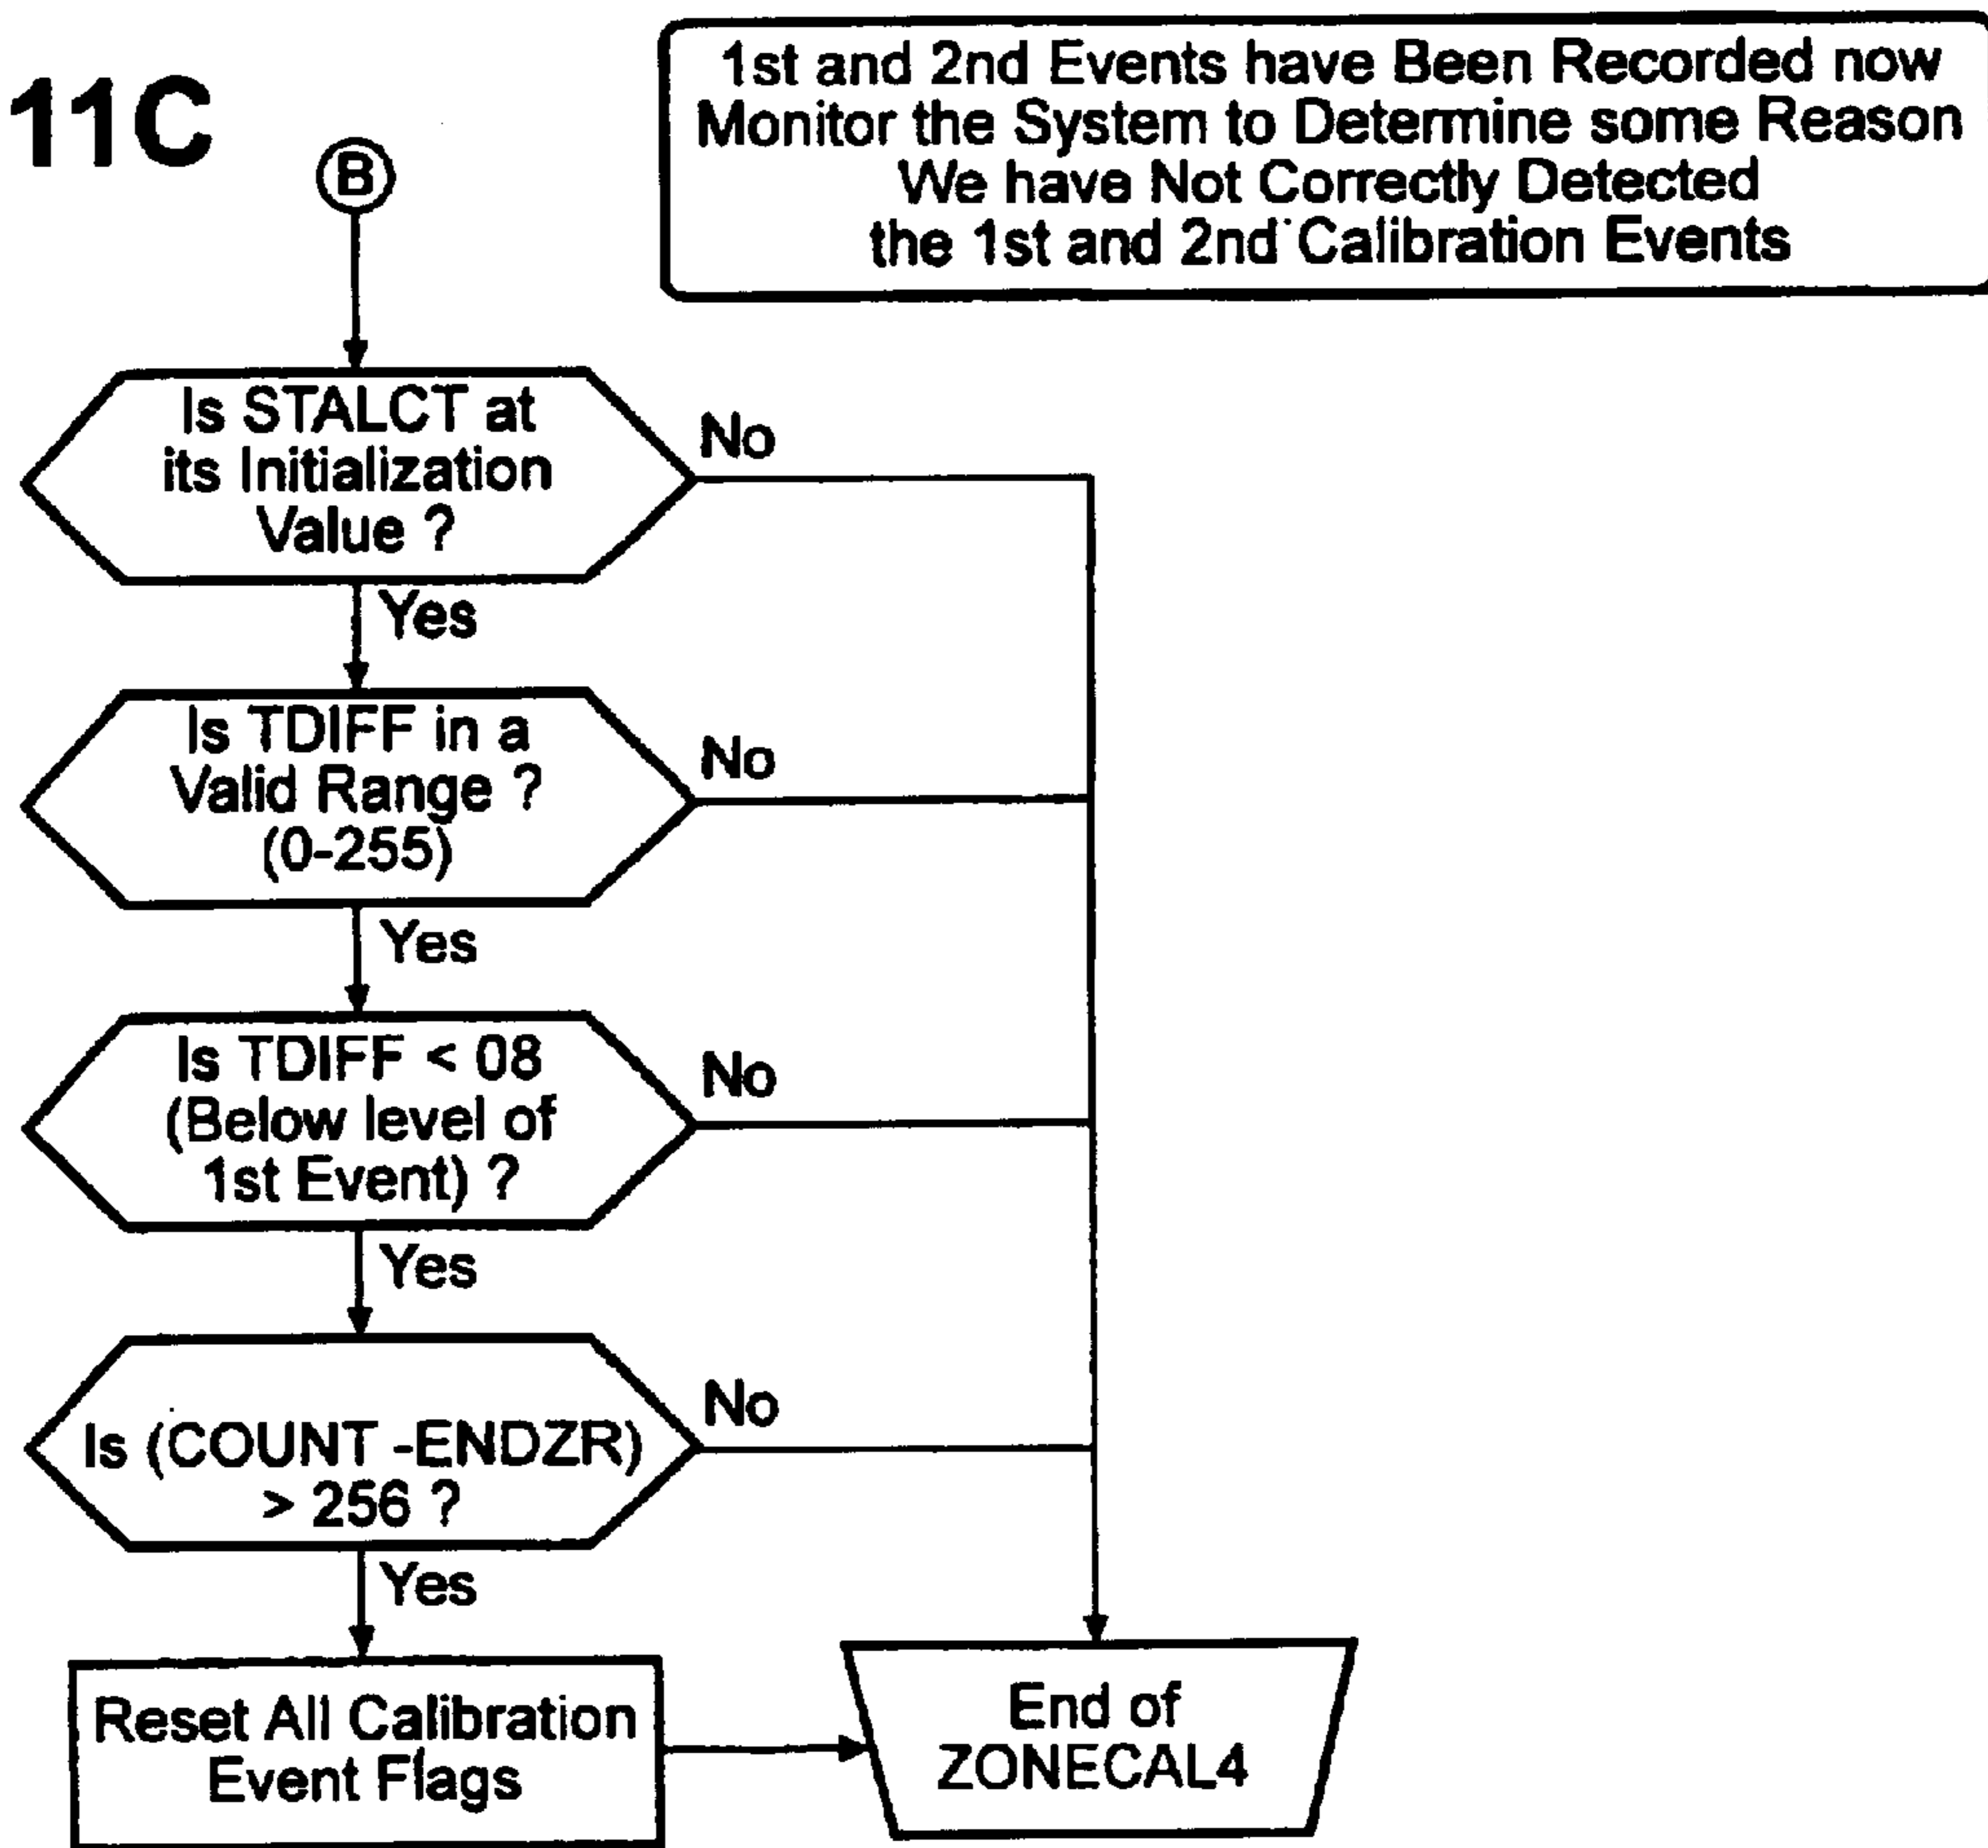 11C
1st and 2nd Events have Been Recorded now
Monitor the System to Determine some Reason
We have Not Correctly Detected
the 1st and 2nd Calibration Events
B
Is STALCT at
its Initialization
Value ?
No
Yes
Is TDIFF in a
Valid Range ?
(0-255)
No
Yes
Is TDIFF < 08
(Below level of
1st Event) ?
No
Yes
Is (COUNT -ENDZR)
> 256 ?
No
Yes
Reset All Calibration
Event Flags
End of
ZONECAL4